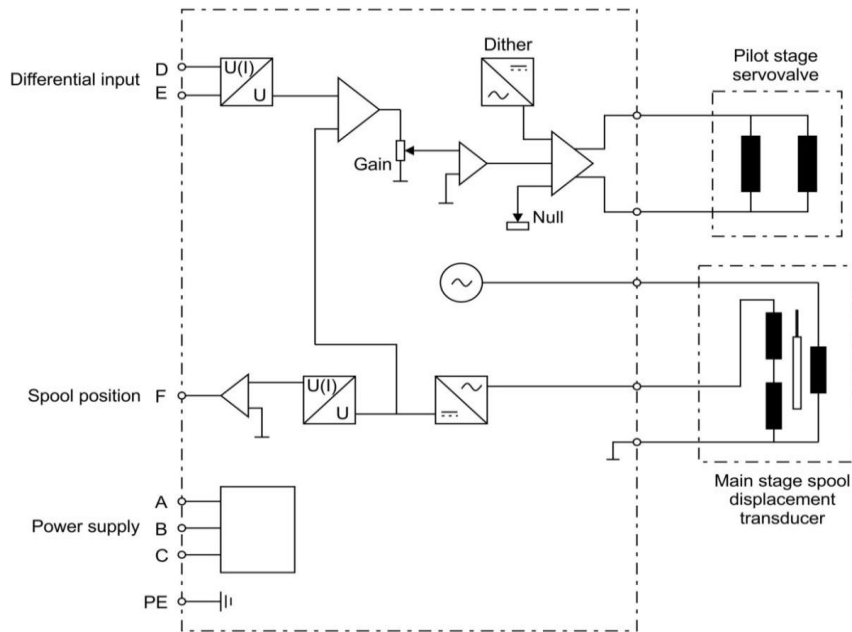 Dither
Pilot stage
servovalve
Differential input
D
E
U(I)
U
Gain
Null
Spool position
F
U(I)
U
Main stage spool
displacement
transducer
Power supply
A
B
C
PE